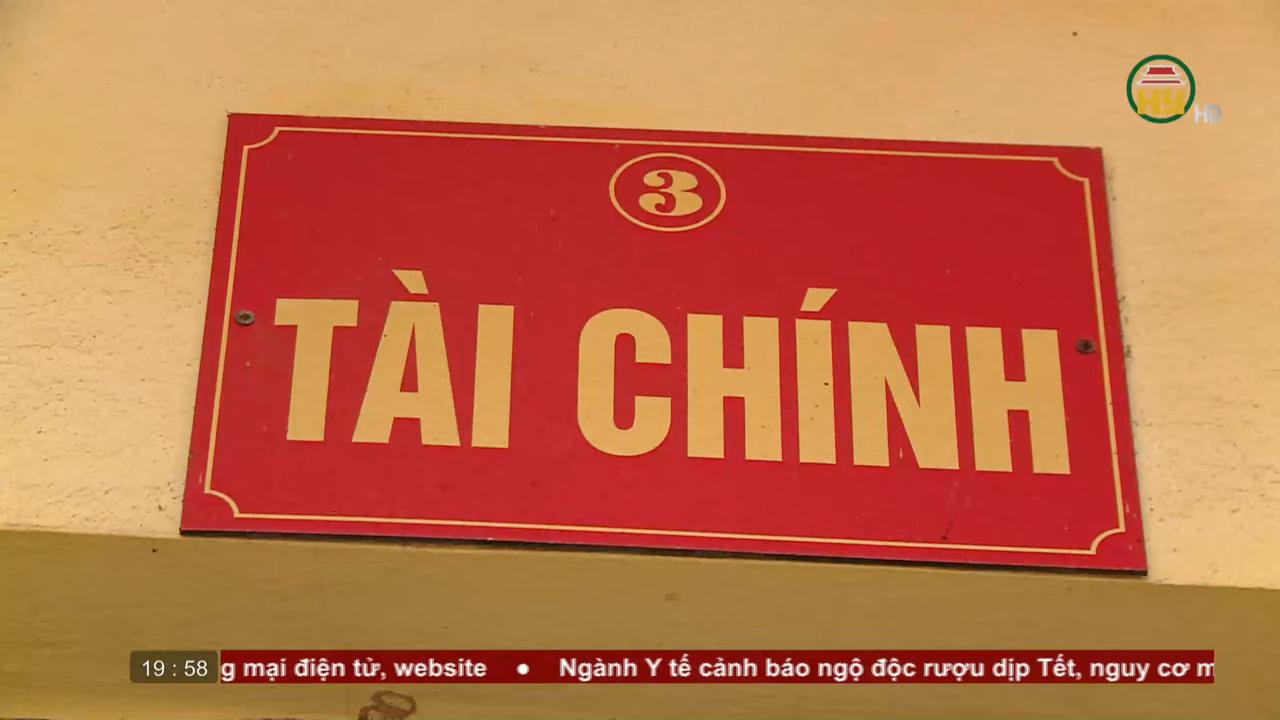 HY
HD
3
TÀI CHÍNH
19 : 58
g mại điện tử, website • Ngành Y tế cảnh báo ngộ độc rượu dịp Tết, nguy cơ m